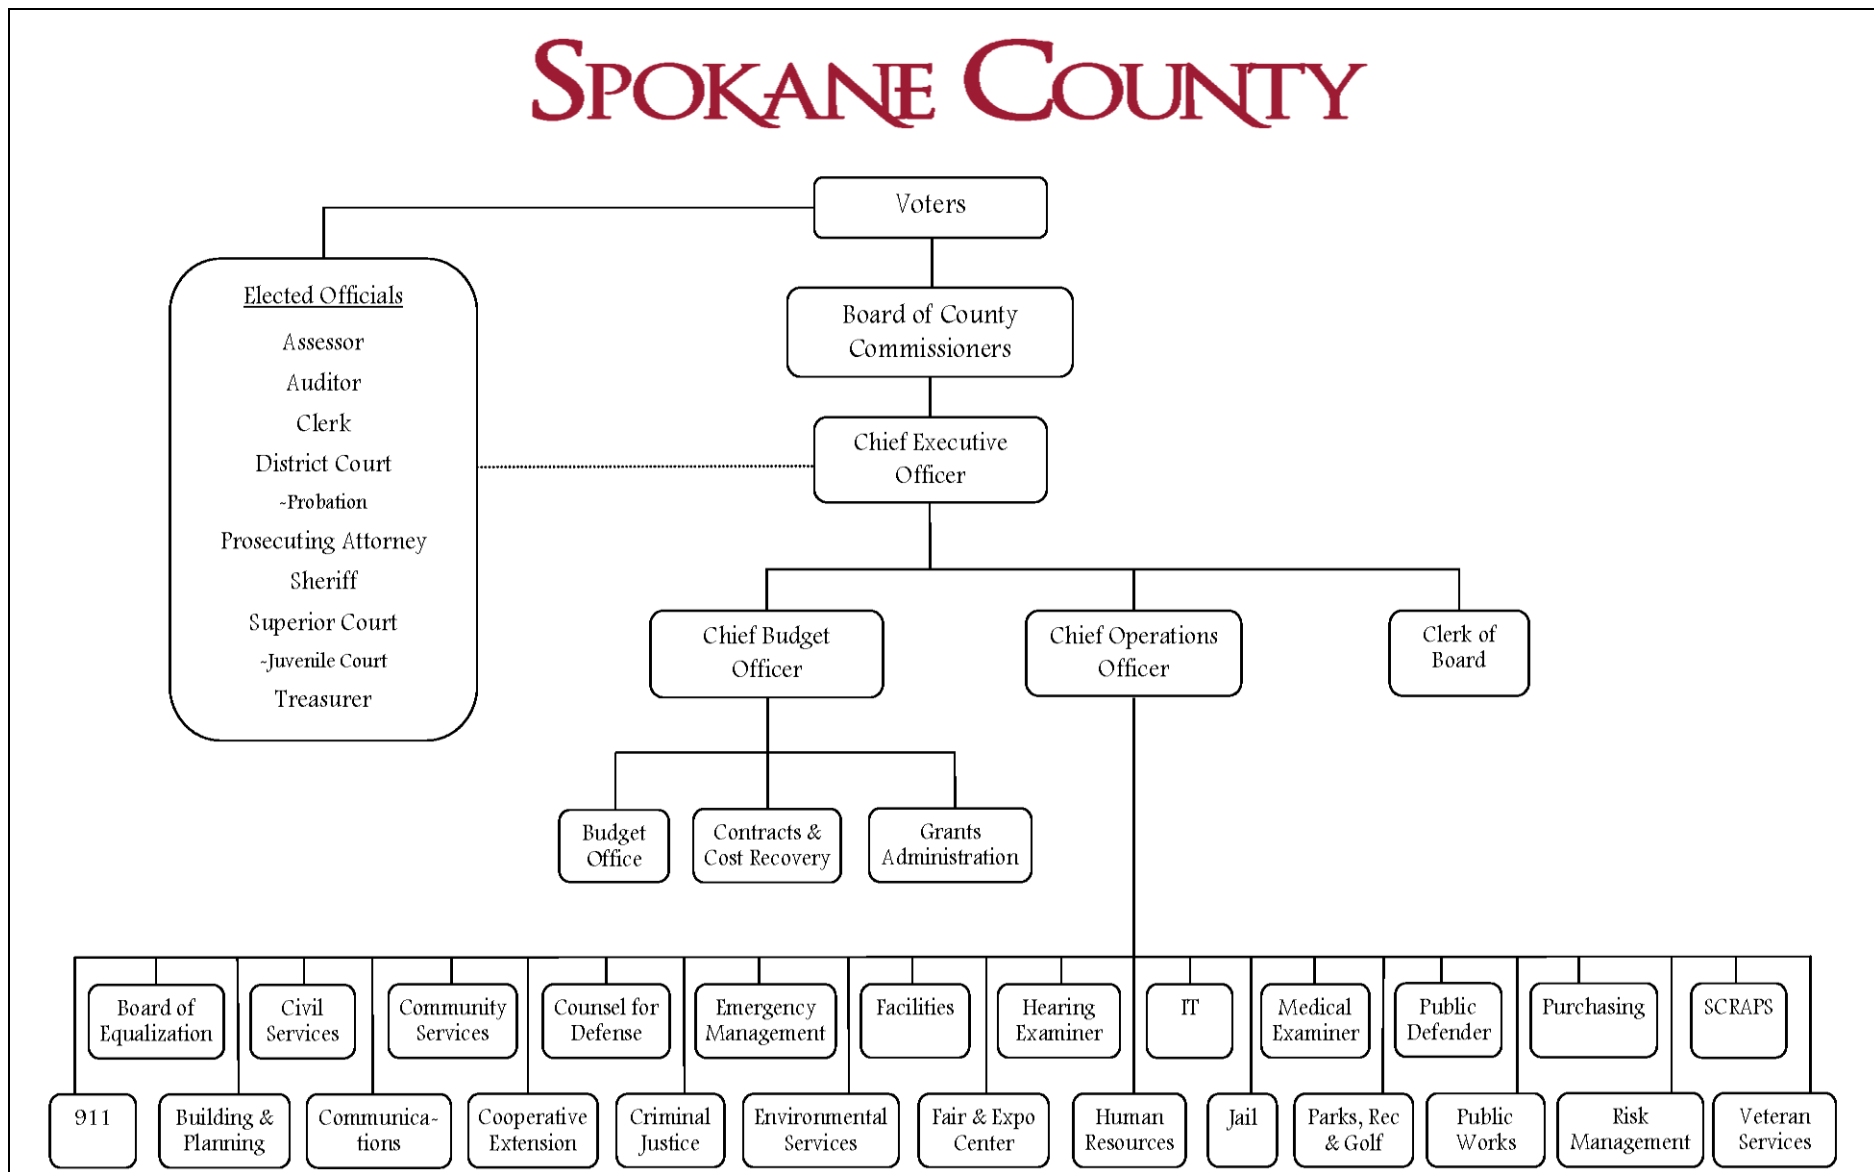 SPOKANE COUNTY
Voters
Elected Officials
Assessor
Auditor
Clerk
District Court
~Probation
Prosecuting Attorney
Sheriff
Superior Court
~Juvenile Court
Treasurer
Board of County
Commissioners
Chief Executive
Officer
Chief Budget
Officer
Chief Operations
Officer
Clerk of
Board
Budget
Office
Contracts &
Cost Recovery
Grants
Administration
Board of
Equalization
Civil
Services
Community
Services
Counsel for
Defense
Emergency
Management
Facilities
Hearing
Examiner
IT
Medical
Examiner
Public
Defender
Purchasing
SCRAPS
911
Building &
Planning
Communica-
tions
Cooperative
Extension
Criminal
Justice
Environmental
Services
Fair & Expo
Center
Human
Resources
Jail
Parks, Rec
& Golf
Public
Works
Risk
Management
Veteran
Services